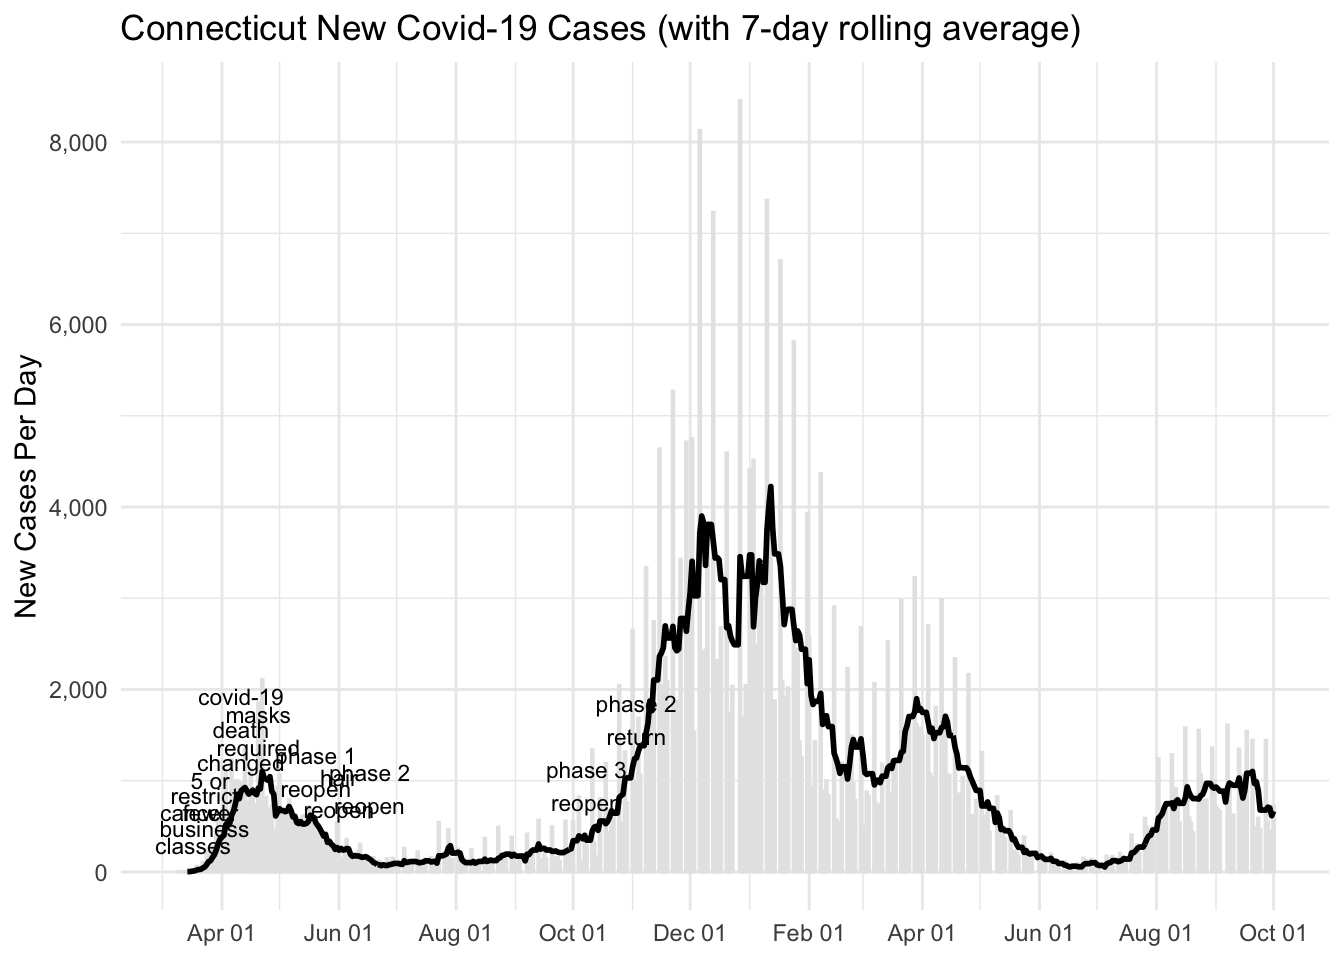 Connecticut New Covid-19 Cases (with 7-day rolling average)
New Cases Per Day
8,000
6,000
4,000
2,000
0
covid-19
death
changed
masks
required
phase 1
reopen
hair
reopen
phase 2
reopen
5 or
fewer
restrict
business
cancel
classes
phase 3
reopen
phase 2
return
Apr 01
Jun 01
Aug 01
Oct 01
Dec 01
Feb 01
Apr 01
Jun 01
Aug 01
Oct 01